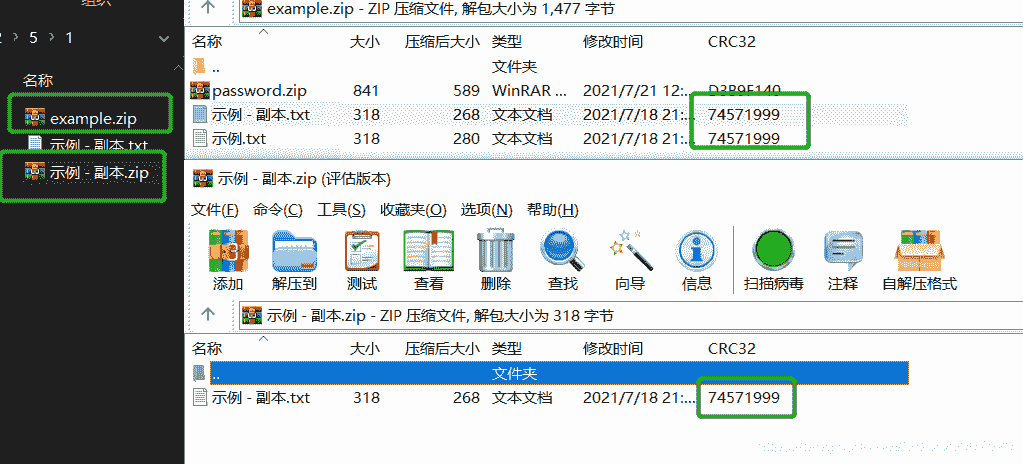 组织
2 > 5 > 1
名称
example.zip
示例 - 副本.txt
示例 - 副本.zip
example.zip - ZIP 压缩文件, 解包大小为 1,477 字节
名称 大小 压缩后大小 类型 修改时间 CRC32
.. 文件夹
password.zip 841 589 WinRAR ... 2021/7/21 12:... D3B9F140
示例 - 副本.txt 318 268 文本文档 2021/7/18 21:... 74571999
示例.txt 318 280 文本文档 2021/7/18 21:... 74571999
示例 - 副本.zip (评估版本)
文件(F) 命令(C) 工具(S) 收藏夹(O) 选项(N) 帮助(H)
添加 解压到 测试 查看 删除 查找 向导 信息 扫描病毒 注释 自解压格式
示例 - 副本.zip - ZIP 压缩文件, 解包大小为 318 字节
名称 大小 压缩后大小 类型 修改时间 CRC32
.. 文件夹
示例 - 副本.txt 318 268 文本文档 2021/7/18 21:... 74571999